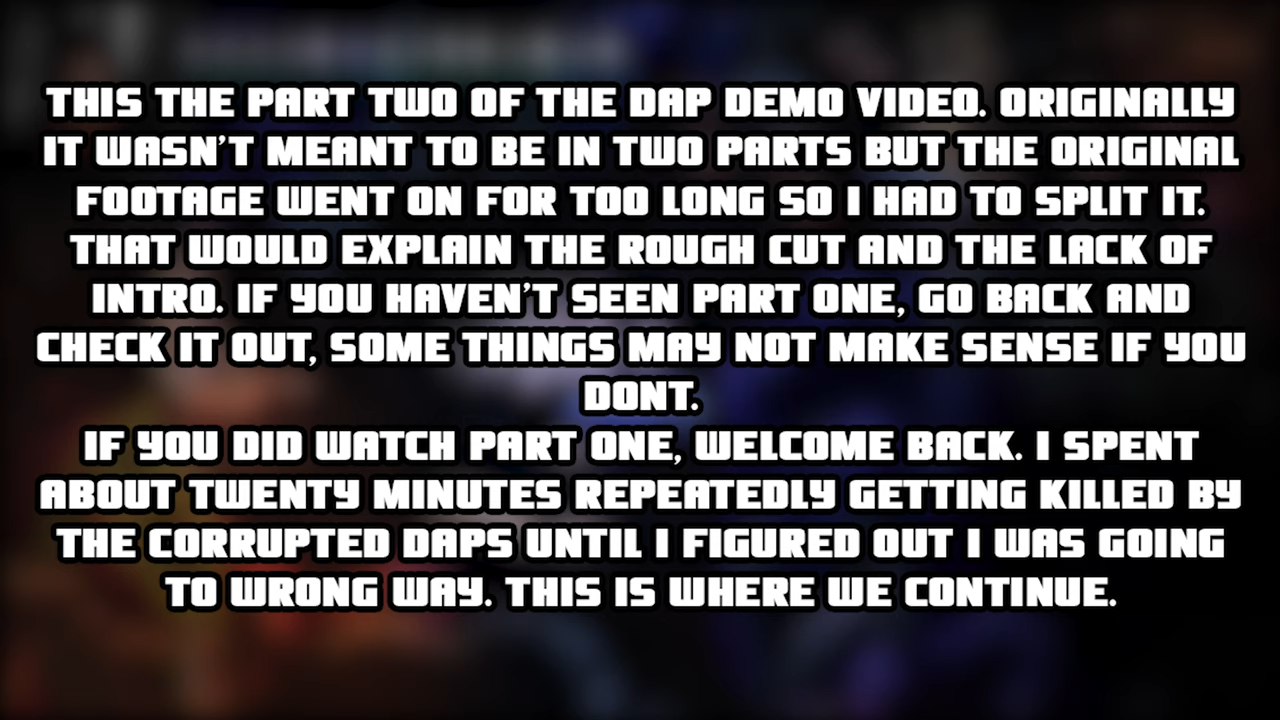 THIS THE PART TWO OF THE DAP DEMO VIDEO. ORIGINALLY
IT WASN'T MEANT TO BE IN TWO PARTS BUT THE ORIGINAL
FOOTAGE WENT ON FOR TOO LONG SO I HAD TO SPLIT IT.
THAT WOULD EXPLAIN THE ROUGH CUT AND THE LACK OF
INTRO. IF YOU HAVEN'T SEEN PART ONE, GO BACK AND
CHECK IT OUT, SOME THINGS MAY NOT MAKE SENSE IF YOU
DONT.
IF YOU DID WATCH PART ONE, WELCOME BACK. I SPENT
ABOUT TWENTY MINUTES REPEATEDLY GETTING KILLED BY
THE CORRUPTED DAPS UNTIL I FIGURED OUT I WAS GOING
TO WRONG WAY. THIS IS WHERE WE CONTINUE.